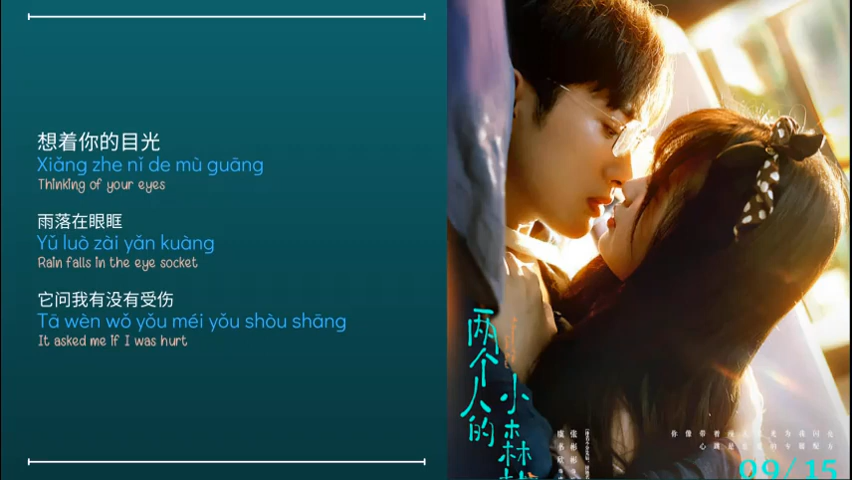 想着你的目光
Xiǎng zhe nǐ de mù guāng
Thinking of your eyes
雨落在眼眶
Yǔ luò zài yǎn kuàng
Rain falls in the eye socket
它问我有没有受伤
Tā wèn wǒ yǒu méi yǒu shòu shāng
It asked me if I was hurt
两个人的
小森林
09/15